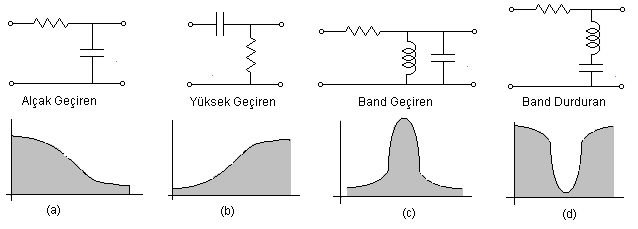 Alçak Geçiren
Yüksek Geçiren
Band Geçiren
Band Durduran
(a)
(b)
(c)
(d)